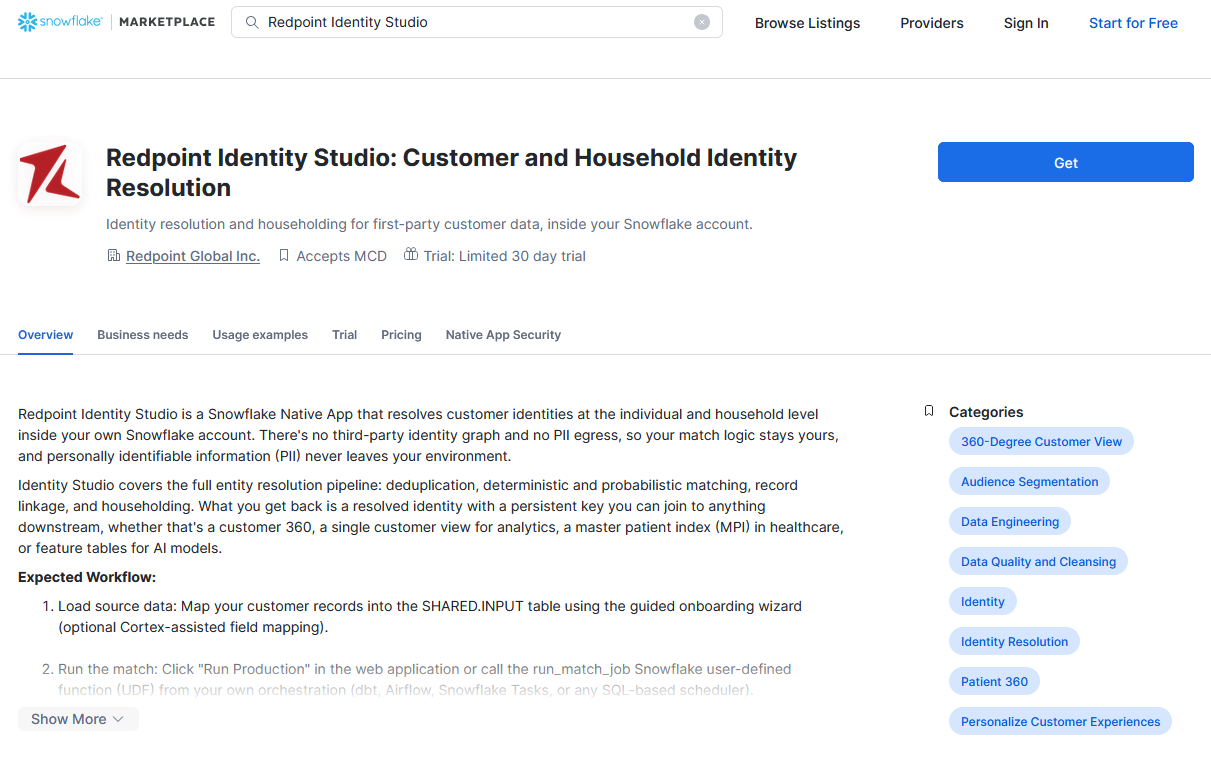 snowflake | MARKETPLACE
Redpoint Identity Studio
Browse Listings
Providers
Sign In
Start for Free
Redpoint Identity Studio: Customer and Household Identity
Resolution
Get
Identity resolution and householding for first-party customer data, inside your Snowflake account.
Redpoint Global Inc.
Accepts MCD
Trial: Limited 30 day trial
Overview
Business needs
Usage examples
Trial
Pricing
Native App Security
Redpoint Identity Studio is a Snowflake Native App that resolves customer identities at the individual and household level
inside your own Snowflake account. There's no third-party identity graph and no PII egress, so your match logic stays yours,
and personally identifiable information (PII) never leaves your environment.
Identity Studio covers the full entity resolution pipeline: deduplication, deterministic and probabilistic matching, record
linkage, and householding. What you get back is a resolved identity with a persistent key you can join to anything
downstream, whether that's a customer 360, a single customer view for analytics, a master patient index (MPI) in healthcare,
or feature tables for AI models.
Expected Workflow:
1. Load source data: Map your customer records into the SHARED.INPUT table using the guided onboarding wizard
(optional Cortex-assisted field mapping).
2. Run the match: Click "Run Production" in the web application or call the run_match_job Snowflake user-defined
function (UDF) from your own orchestration (dbt, Airflow, Snowflake Tasks, or any SQL-based scheduler).
Show More
Categories
360-Degree Customer View
Audience Segmentation
Data Engineering
Data Quality and Cleansing
Identity
Identity Resolution
Patient 360
Personalize Customer Experiences